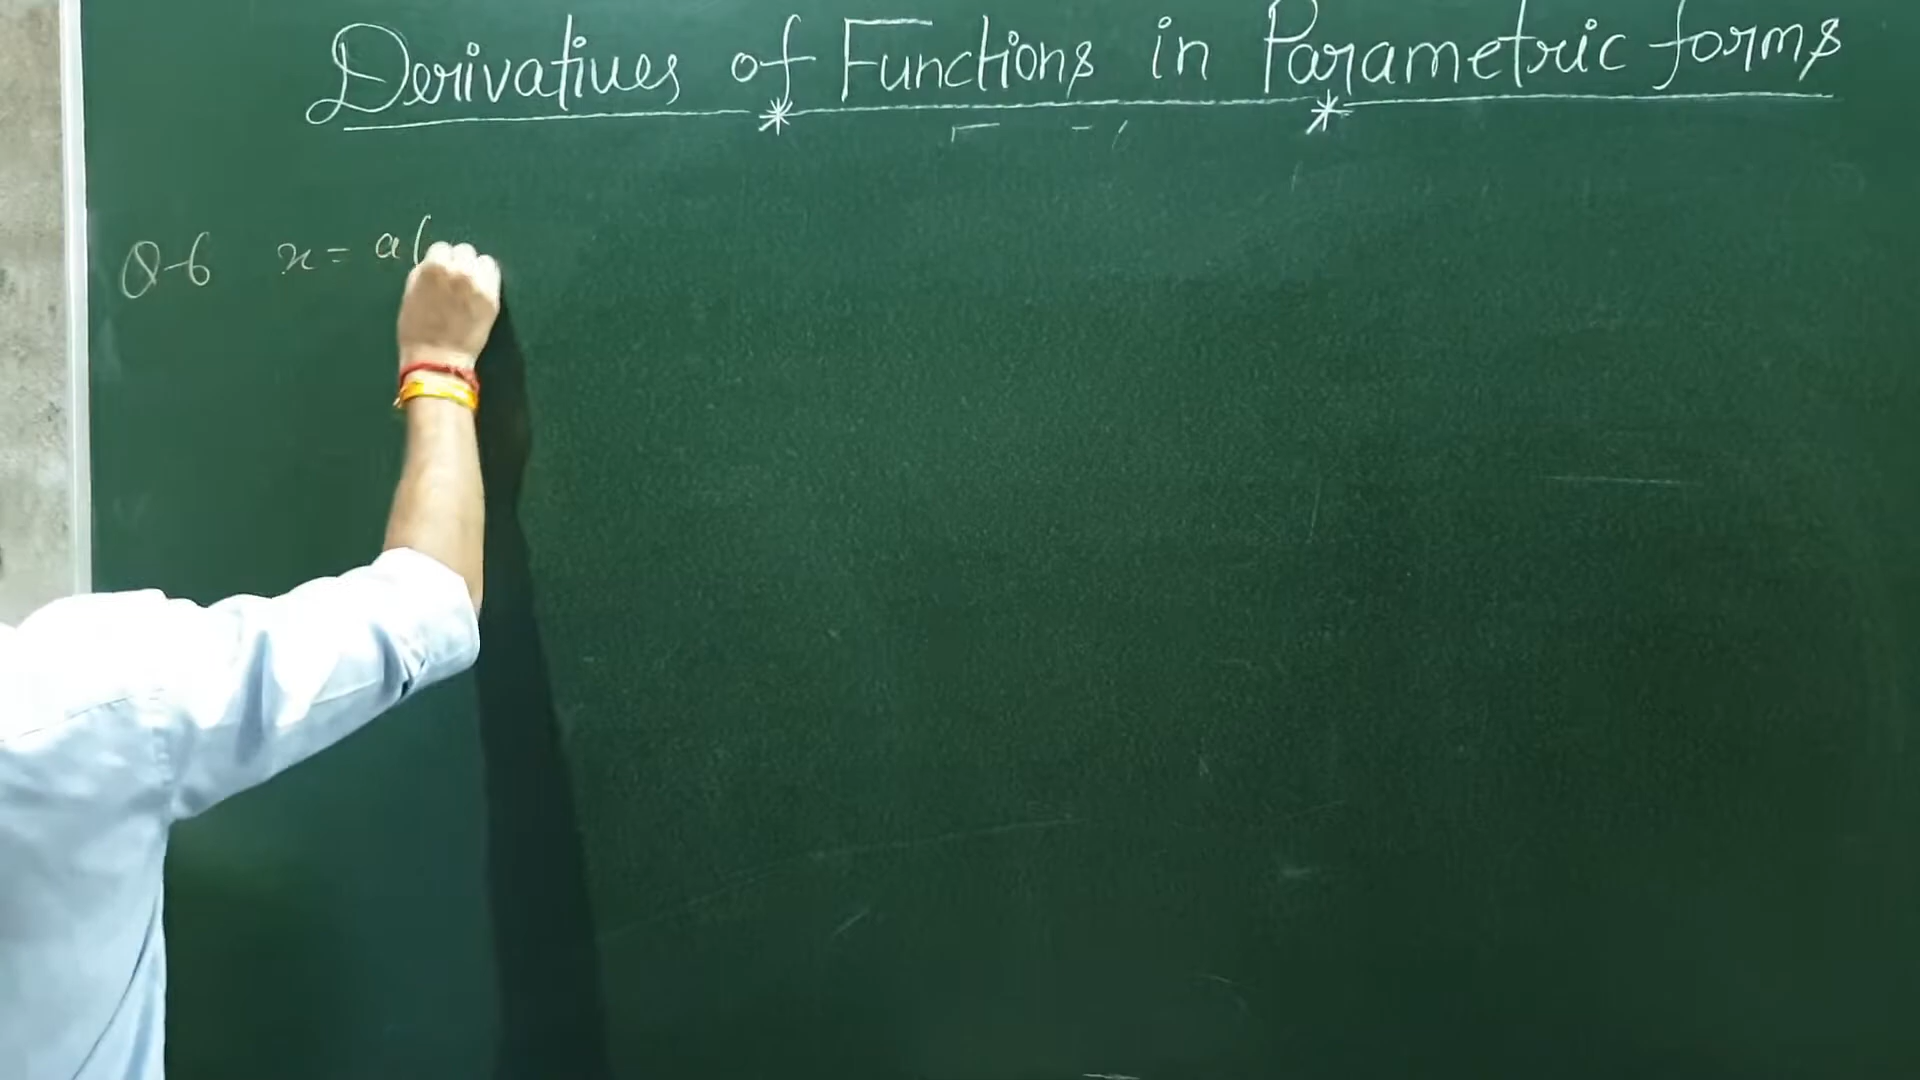 Derivatives of Functions in Parametric forms
Q-6 x = a (